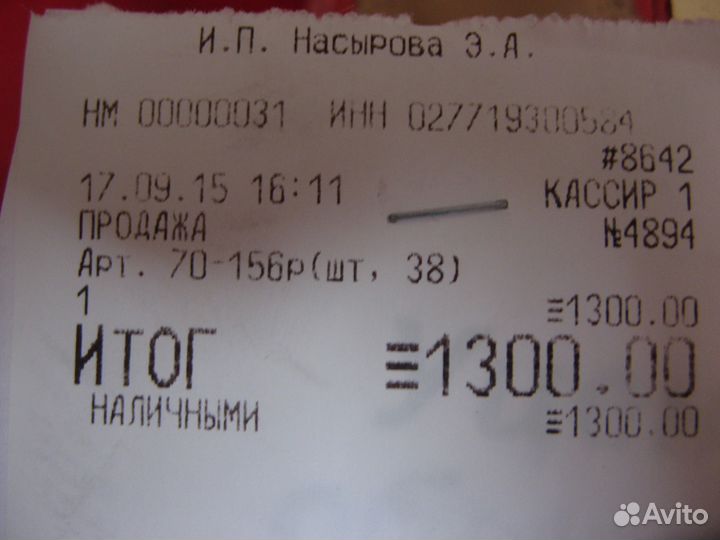 И.П. Насырова Э.А.
НМ 00000031 ИНН 027719300584
#8642
17.09.15 16:11 КАССИР 1
ПРОДАЖА №4894
Арт. 70-156р(шт, 38)
1 ≡1300.00
ИТОГ ≡1300.00
НАЛИЧНЫМИ ≡1300.00
Avito